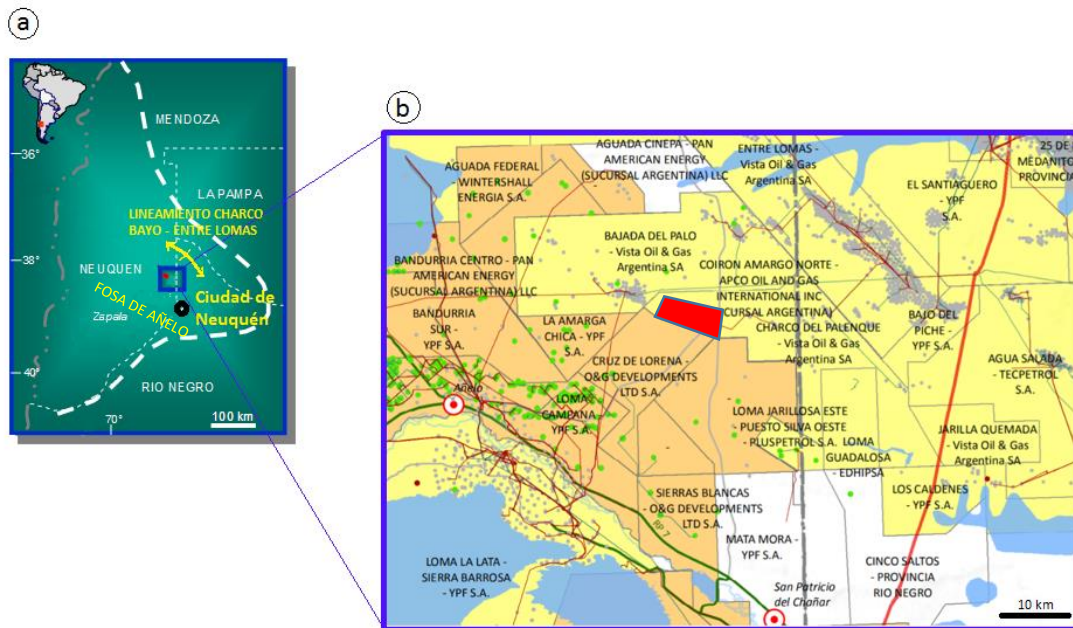 a
MENDOZA
36°
LA PAMPA
LINEAMIENTO CHARCO
BAYO - ENTRE LOMAS
38°
NEUQUEN
FOSA DE AÑELO
Zapala
Ciudad de
Neuquén
40°
RIO NEGRO
70°
100 km
b
AGUADA FEDERAL
- WINTERSHALL
ENERGIA S.A.
AGUADA CINEPA - PAN
AMERICAN ENERGY
(SUCURSAL ARGENTINA) LLC
ENTRE LOMAS -
Vista Oil & Gas
Argentina SA
25 DE
MEDANITO
PROVINCI
EL SANTIAGUEÑO
- YPF
S.A.
BAJADA DEL PALO
- Vista Oil & Gas
Argentina SA
BANDURRIA CENTRO - PAN
AMERICAN ENERGY
(SUCURSAL ARGENTINA) LLC
COIRON AMARGO NORTE -
APCO OIL AND GAS
INTERNATIONAL INC
CURSAL ARGENTINA)
BANDURRIA
SUR -
YPF S.A.
LA AMARGA
CHICA - YPF
S.A.
CHARCO DEL PALENQUE
- Vista Oil & Gas
Argentina SA
BAJO DEL
PICHE -
YPF S.A.
CRUZ DE LORENA -
O&G DEVELOPMENTS
LTD S.A.
AGUA SALADA -
TECPETROL
S.A.
Añelo
LOMA
CAMPANA -
YPF S.A.
LOMA JARILLOSA ESTE
- PUESTO SILVA OESTE
- PLUSPETROL S.A.
LOMA
GUADALOSA
- EDHIPSA
JARILLA QUEMADA
- Vista Oil & Gas
Argentina SA
SIERRAS BLANCAS
- O&G DEVELOPMENTS
LTD S.A.
RP 7
LOS CALDENES
- YPF S.A.
MATA MORA -
YPF S.A.
LOMA LA LATA -
SIERRA BARROSA
- YPF S.A.
CINCO SALTOS
- PROVINCIA
RIO NEGRO
San Patricio
del Chañar
10 km